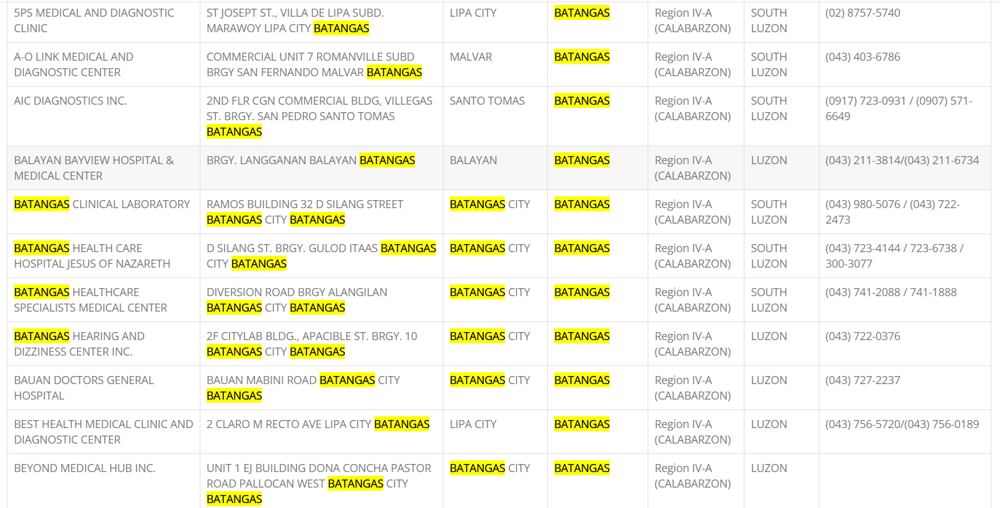 5PS MEDICAL AND DIAGNOSTIC
CLINIC
ST JOSEPT ST., VILLA DE LIPA SUBD.
MARAWOY LIPA CITY BATANGAS
LIPA CITY
BATANGAS
Region IV-A
(CALABARZON)
SOUTH
LUZON
(02) 8757-5740
A-O LINK MEDICAL AND
DIAGNOSTIC CENTER
COMMERCIAL UNIT 7 ROMANVILLE SUBD
BRGY SAN FERNANDO MALVAR BATANGAS
MALVAR
BATANGAS
Region IV-A
(CALABARZON)
SOUTH
LUZON
(043) 403-6786
AIC DIAGNOSTICS INC.
2ND FLR CGN COMMERCIAL BLDG, VILLEGAS
ST. BRGY. SAN PEDRO SANTO TOMAS
BATANGAS
SANTO TOMAS
BATANGAS
Region IV-A
(CALABARZON)
SOUTH
LUZON
(0917) 723-0931 / (0907) 571-
6649
BALAYAN BAYVIEW HOSPITAL &
MEDICAL CENTER
BRGY. LANGGANAN BALAYAN BATANGAS
BALAYAN
BATANGAS
Region IV-A
(CALABARZON)
LUZON
(043) 211-3814/(043) 211-6734
BATANGAS CLINICAL LABORATORY
RAMOS BUILDING 32 D SILANG STREET
BATANGAS CITY BATANGAS
BATANGAS CITY
BATANGAS
Region IV-A
(CALABARZON)
SOUTH
LUZON
(043) 980-5076 / (043) 722-
2473
BATANGAS HEALTH CARE
HOSPITAL JESUS OF NAZARETH
D SILANG ST. BRGY. GULOD ITAAS BATANGAS
CITY BATANGAS
BATANGAS CITY
BATANGAS
Region IV-A
(CALABARZON)
SOUTH
LUZON
(043) 723-4144 / 723-6738 /
300-3077
BATANGAS HEALTHCARE
SPECIALISTS MEDICAL CENTER
DIVERSION ROAD BRGY ALANGILAN
BATANGAS CITY BATANGAS
BATANGAS CITY
BATANGAS
Region IV-A
(CALABARZON)
SOUTH
LUZON
(043) 741-2088 / 741-1888
BATANGAS HEARING AND
DIZZINESS CENTER INC.
2F CITYLAB BLDG., APACIBLE ST. BRGY. 10
BATANGAS CITY BATANGAS
BATANGAS CITY
BATANGAS
Region IV-A
(CALABARZON)
LUZON
(043) 722-0376
BAUAN DOCTORS GENERAL
HOSPITAL
BAUAN MABINI ROAD BATANGAS CITY
BATANGAS
BATANGAS CITY
BATANGAS
Region IV-A
(CALABARZON)
LUZON
(043) 727-2237
BEST HEALTH MEDICAL CLINIC AND
DIAGNOSTIC CENTER
2 CLARO M RECTO AVE LIPA CITY BATANGAS
LIPA CITY
BATANGAS
Region IV-A
(CALABARZON)
LUZON
(043) 756-5720/(043) 756-0189
BEYOND MEDICAL HUB INC.
UNIT 1 EJ BUILDING DONA CONCHA PASTOR
ROAD PALLOCAN WEST BATANGAS CITY
BATANGAS
BATANGAS CITY
BATANGAS
Region IV-A
(CALABARZON)
LUZON